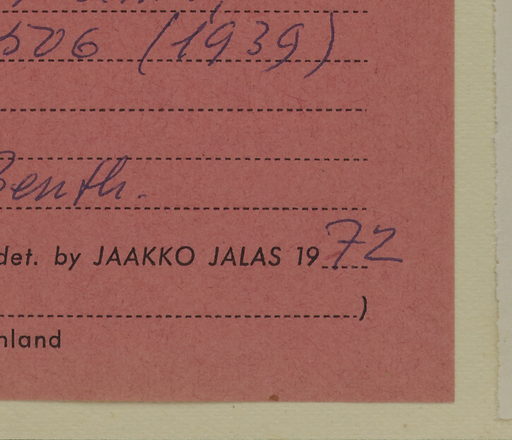 506 (1939)
Benth.
det. by JAAKKO JALAS 1972
)
nland